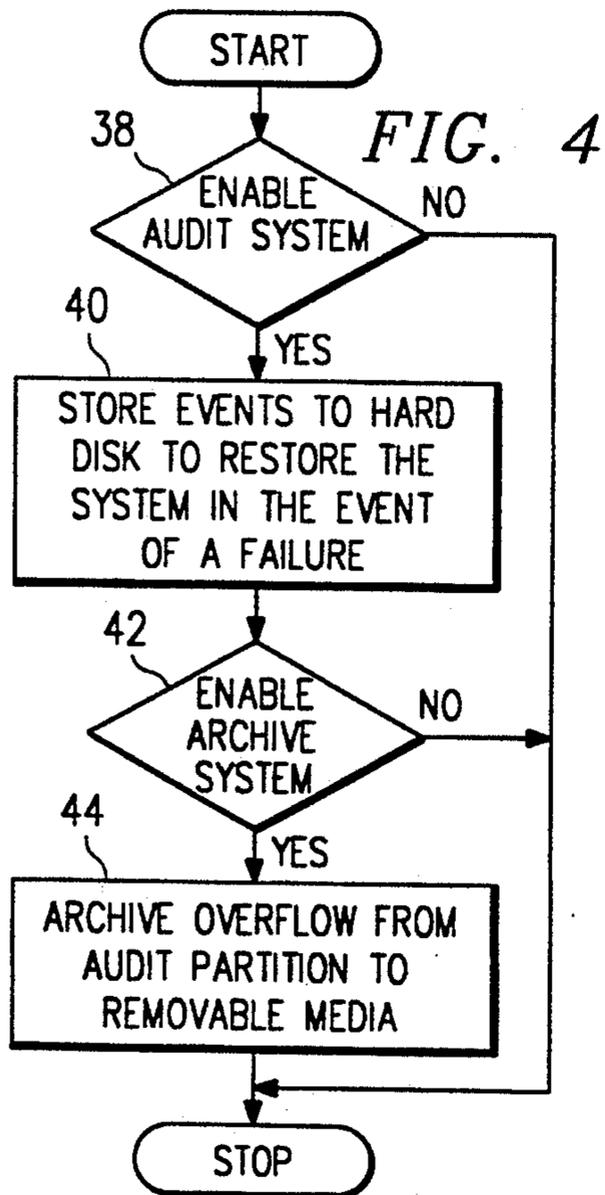 START
FIG. 4
38
ENABLE
AUDIT SYSTEM
NO
40
YES
STORE EVENTS TO HARD
DISK TO RESTORE THE
SYSTEM IN THE EVENT
OF A FAILURE
42
ENABLE
ARCHIVE
SYSTEM
NO
44
YES
ARCHIVE OVERFLOW FROM
AUDIT PARTITION TO
REMOVABLE MEDIA
STOP